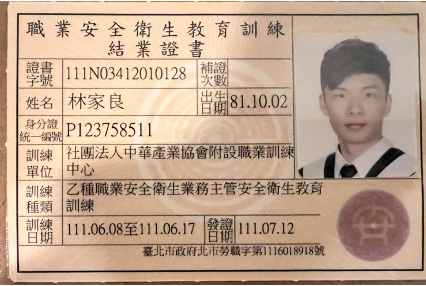 職業安全衛生教育訓練
結業證書
證書字號 111N03412010128 補證次數
姓名 林家良 出生日期 81.10.02
身分證統一編號 P123758511
訓練單位 社團法人中華產業協會附設職業訓練中心
訓練種類 乙種職業安全衛生業務主管安全衛生教育訓練
訓練日期 111.06.08至111.06.17 發證日期 111.07.12
臺北市政府北市勞職字第1116018918號